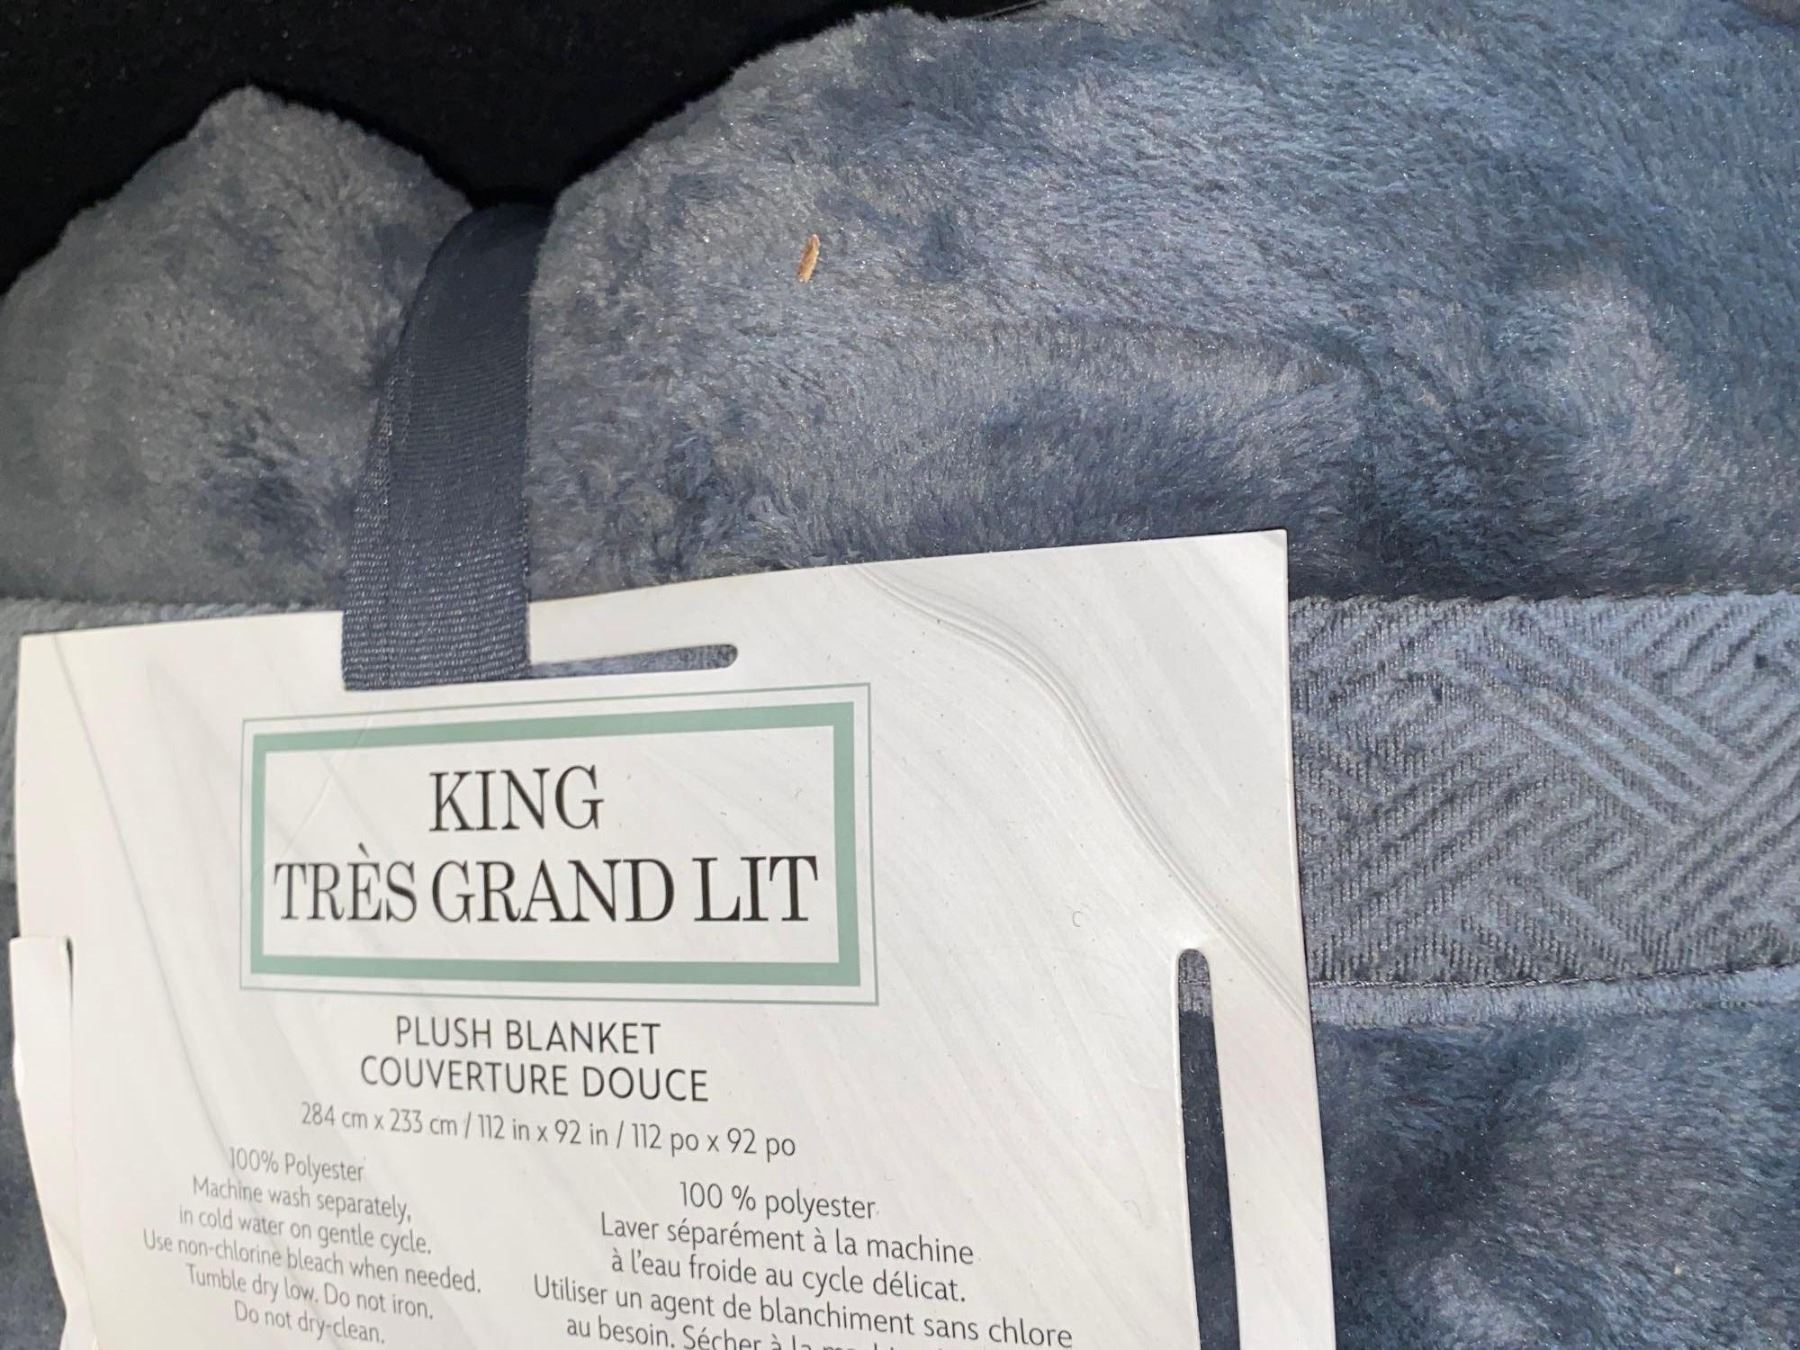 KING
TRÈS GRAND LIT
PLUSH BLANKET
COUVERTURE DOUCE
284 cm x 233 cm / 112 in x 92 in / 112 po x 92 po
100% Polyester
Machine wash separately,
in cold water on gentle cycle.
Use non-chlorine bleach when needed.
Tumble dry low. Do not iron.
Do not dry-clean.
100 % polyester
Laver séparément à la machine
à l'eau froide au cycle délicat.
Utiliser un agent de blanchiment sans chlore
au besoin. Sécher à la